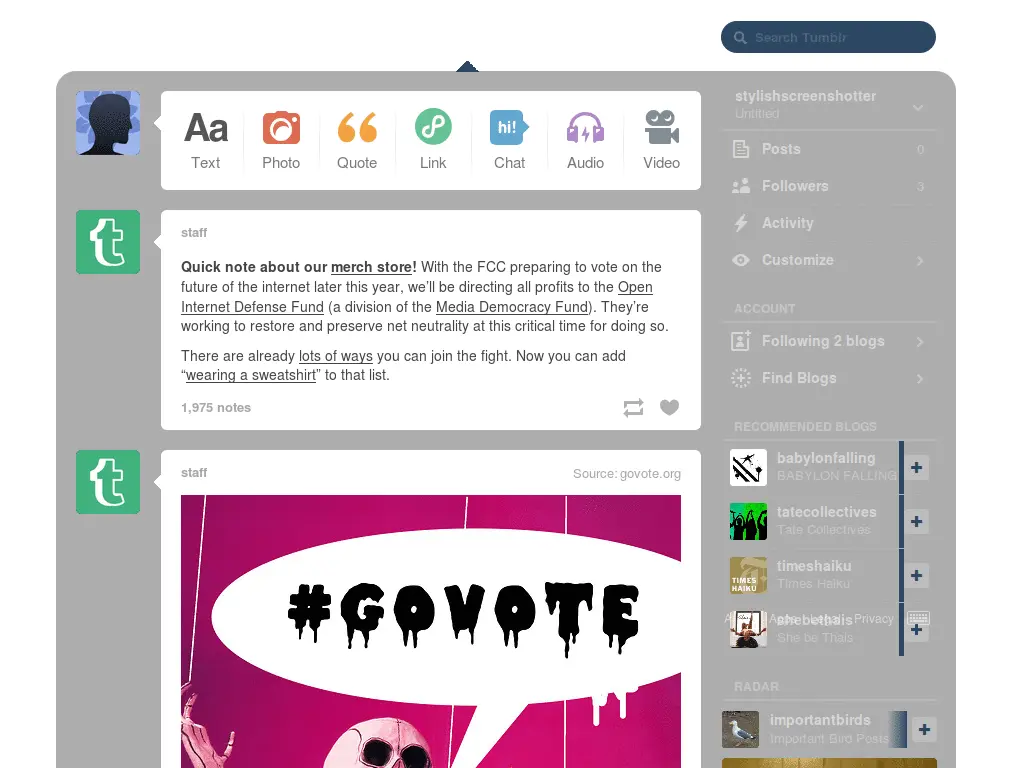 Search Tumblr
Aa
hi!
Text
Photo
Quote
Link
Chat
Audio
Video
staff
Quick note about our merch store! With the FCC preparing to vote on the
future of the internet later this year, we’ll be directing all profits to the Open
Internet Defense Fund (a division of the Media Democracy Fund). They’re
working to restore and preserve net neutrality at this critical time for doing so.
There are already lots of ways you can join the fight. Now you can add
“wearing a sweatshirt” to that list.
1,975 notes
staff
Source: govote.org
#GOVOTE
stylishscreenshotter
Untitled
Posts 0
Followers 3
Activity
Customize
ACCOUNT
Following 2 blogs
Find Blogs
RECOMMENDED BLOGS
babylonfalling
BABYLON FALLING
tatecollectives
Tate Collectives
TIMES
HAIKU
timeshaiku
Times Haiku
shebethais
Privacy
She be Thais
RADAR
importantbirds
Important Bird Posts